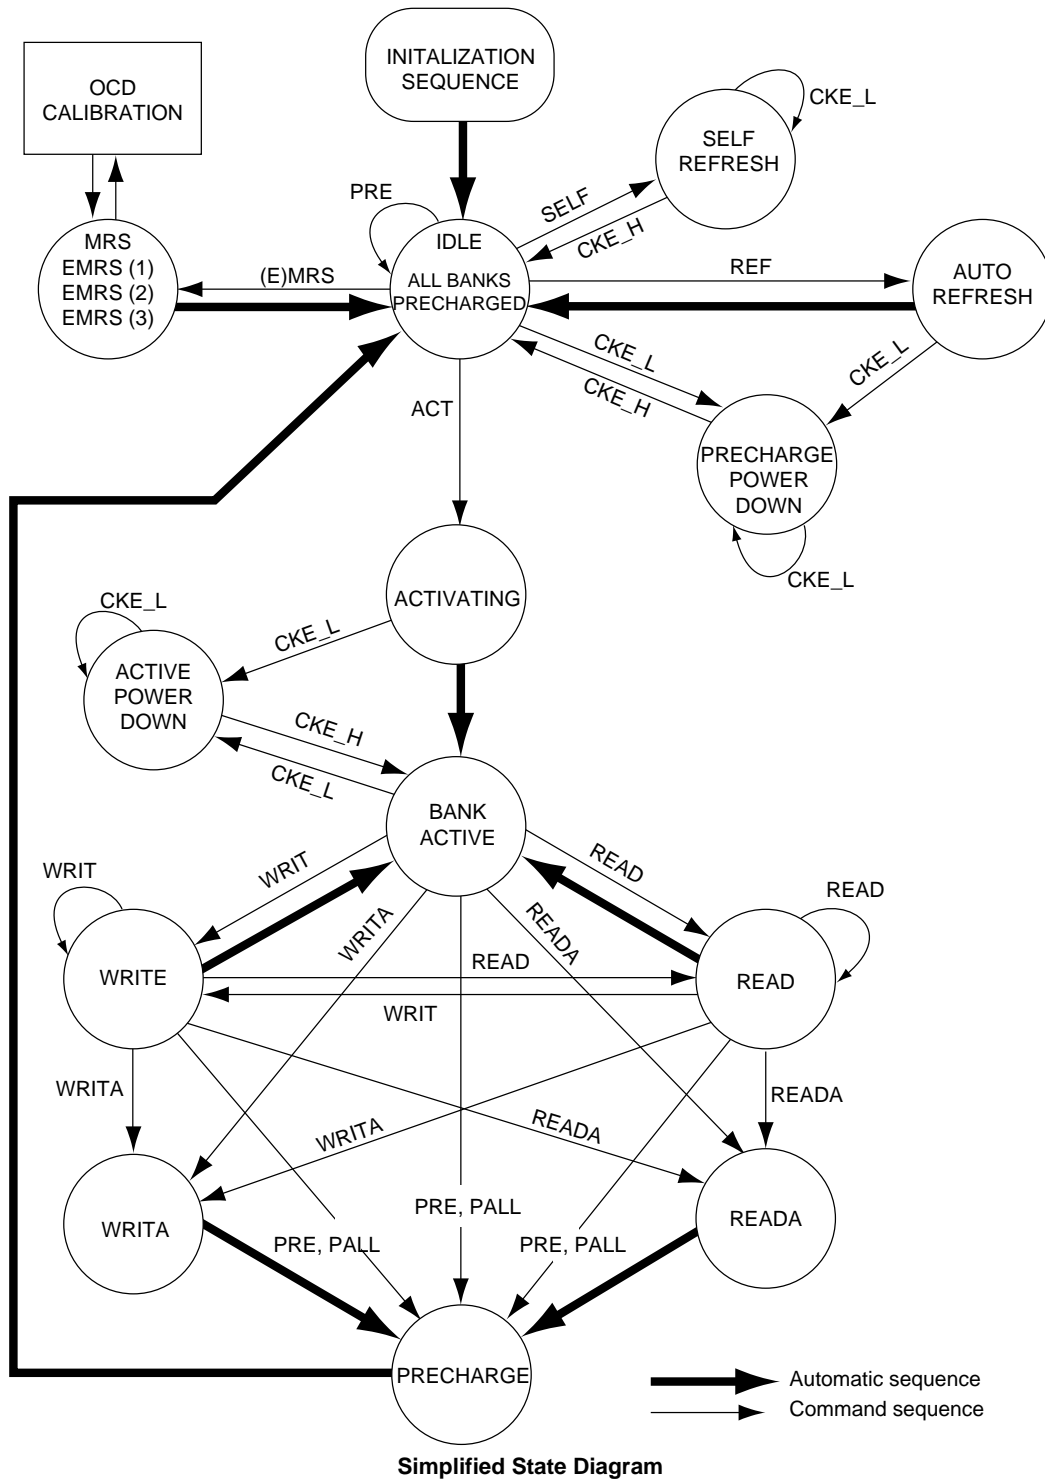 INITALIZATION
SEQUENCE
OCD
CALIBRATION
CKE_L
SELF
REFRESH
PRE
SELF
CKE_H
MRS
EMRS (1)
EMRS (2)
EMRS (3)
(E)MRS
IDLE
ALL BANKS
PRECHARGED
REF
AUTO
REFRESH
CKE_L
CKE_H
CKE_L
ACT
PRECHARGE
POWER
DOWN
CKE_L
ACTIVATING
CKE_L
CKE_L
ACTIVE
POWER
DOWN
CKE_H
CKE_L
BANK
ACTIVE
WRIT
WRIT
READ
READ
WRITA
READA
WRITE
READ
WRIT
READ
WRITA
WRITA
READA
READA
WRITA
PRE, PALL
PRE, PALL
PRE, PALL
READA
PRECHARGE
Automatic sequence
Command sequence
Simplified State Diagram